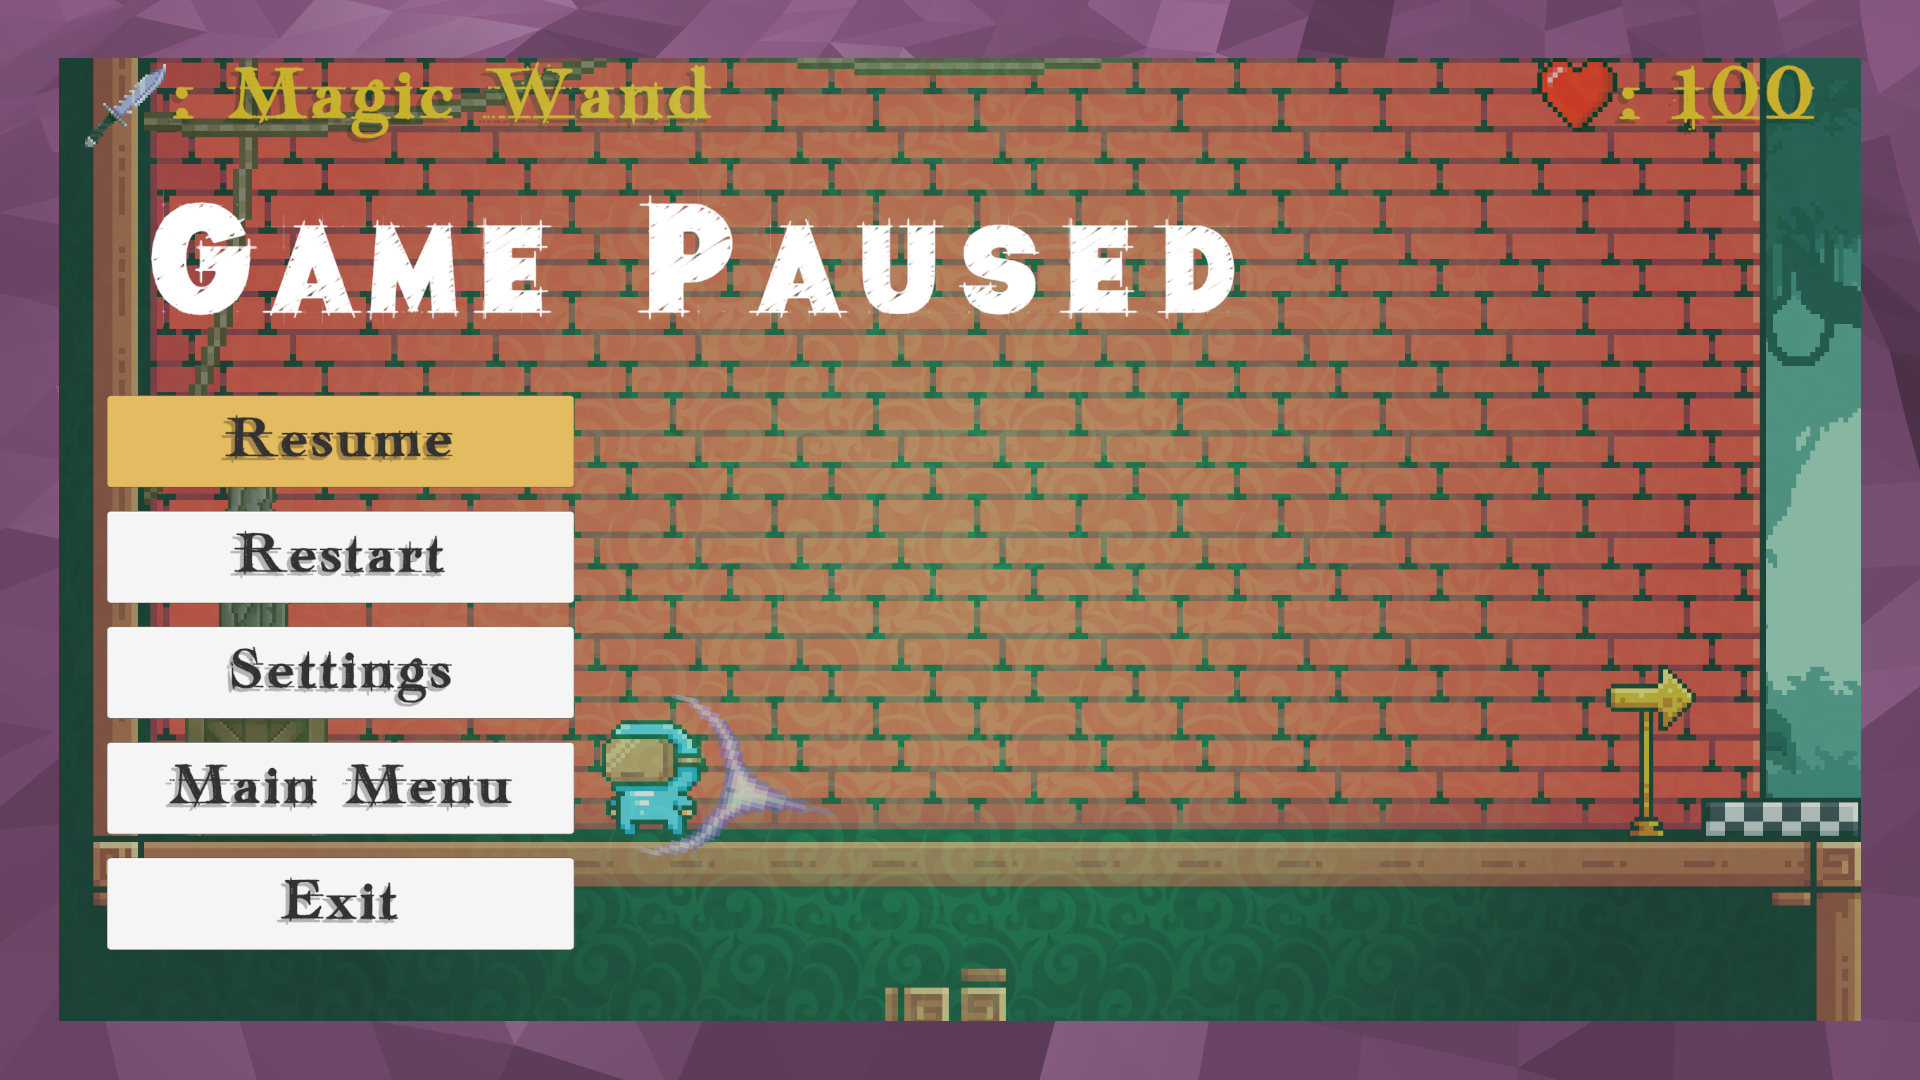 : Magic Wand
: 100
Game Paused
Resume
Restart
Settings
Main Menu
Exit